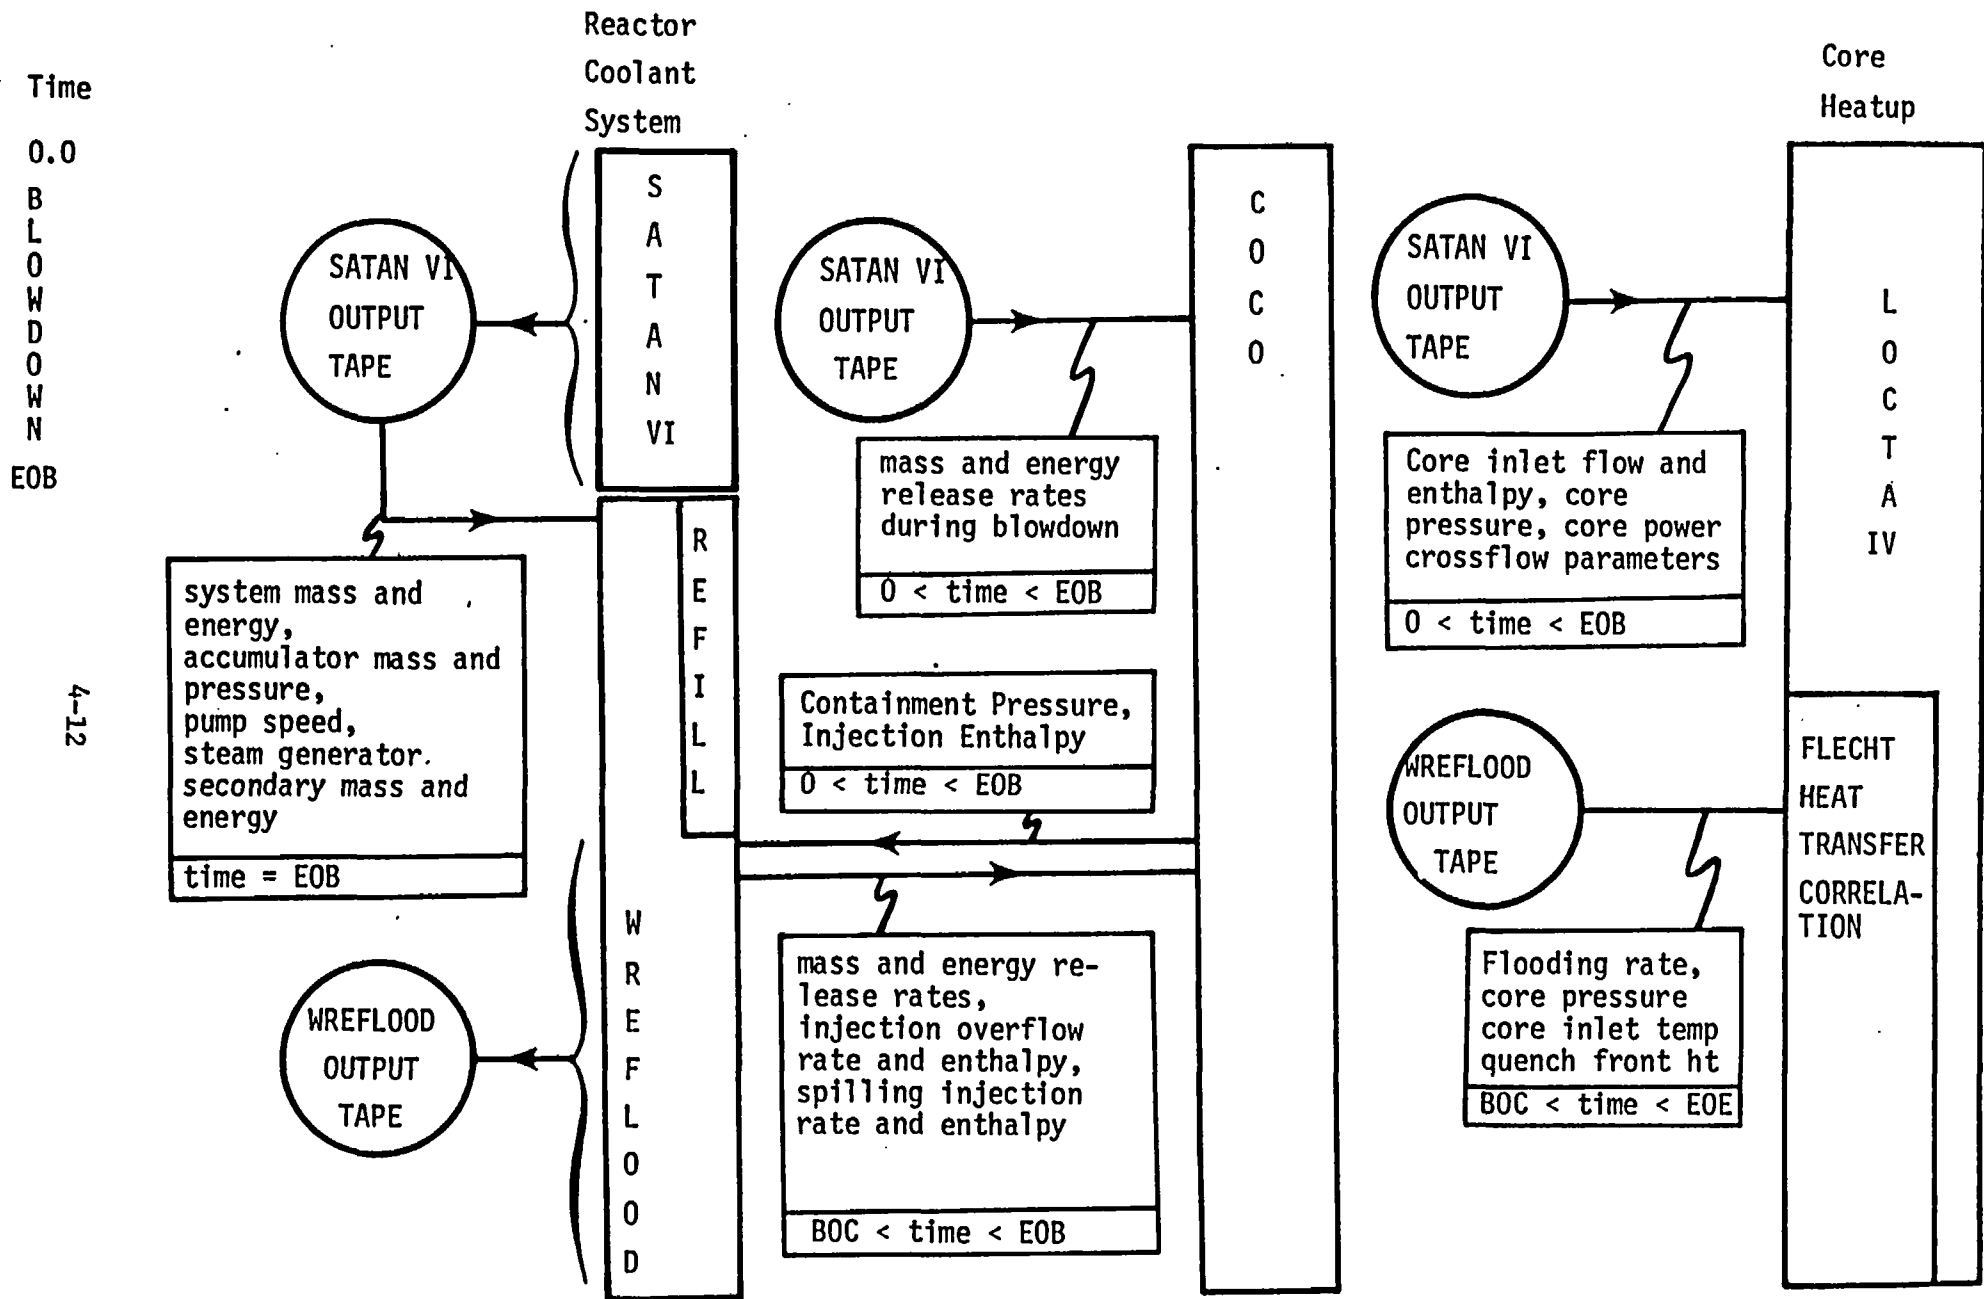 Reactor
Coolant
System
Core
Heatup
Time
0.0
BLOWDOWN
EOB
SATAN VI
OUTPUT
TAPE
SATAN
VI
SATAN VI
OUTPUT
TAPE
COCO
SATAN VI
OUTPUT
TAPE
LOCTA
IV
mass and energy
release rates
during blowdown
0 < time < EOB
Core inlet flow and
enthalpy, core
pressure, core power
crossflow parameters
0 < time < EOB
system mass and
energy,
accumulator mass and
pressure,
pump speed,
steam generator.
secondary mass and
energy
time = EOB
REFILL
Containment Pressure,
Injection Enthalpy
0 < time < EOB
WREFLOOD
OUTPUT
TAPE
FLECHT
HEAT
TRANSFER
CORRELA-
TION
WREFLOOD
WREFLOOD
OUTPUT
TAPE
mass and energy re-
lease rates,
injection overflow
rate and enthalpy,
spilling injection
rate and enthalpy
BOC < time < EOB
Flooding rate,
core pressure
core inlet temp
quench front ht
BOC < time < EOE
4-12